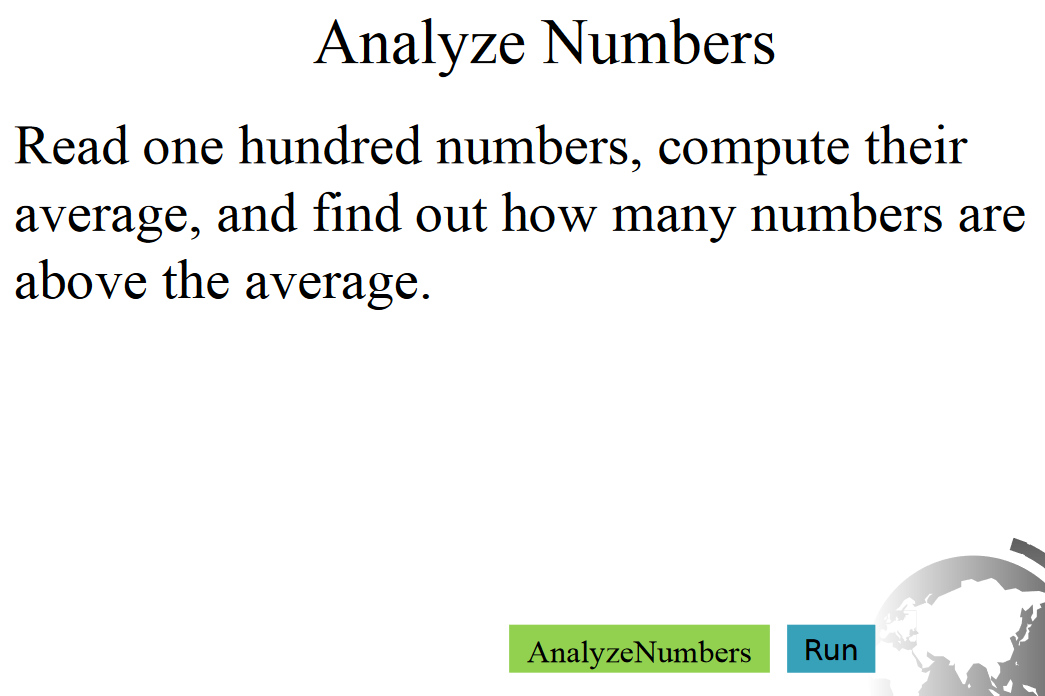 Analyze Numbers
Read one hundred numbers, compute their
average, and find out how many numbers are
above the average.
AnalyzeNumbers
Run